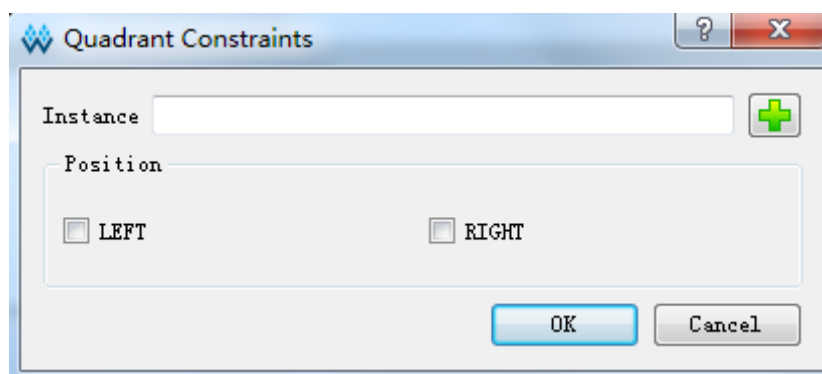 Quadrant Constraints
Instance
Position
LEFT RIGHT
OK Cancel